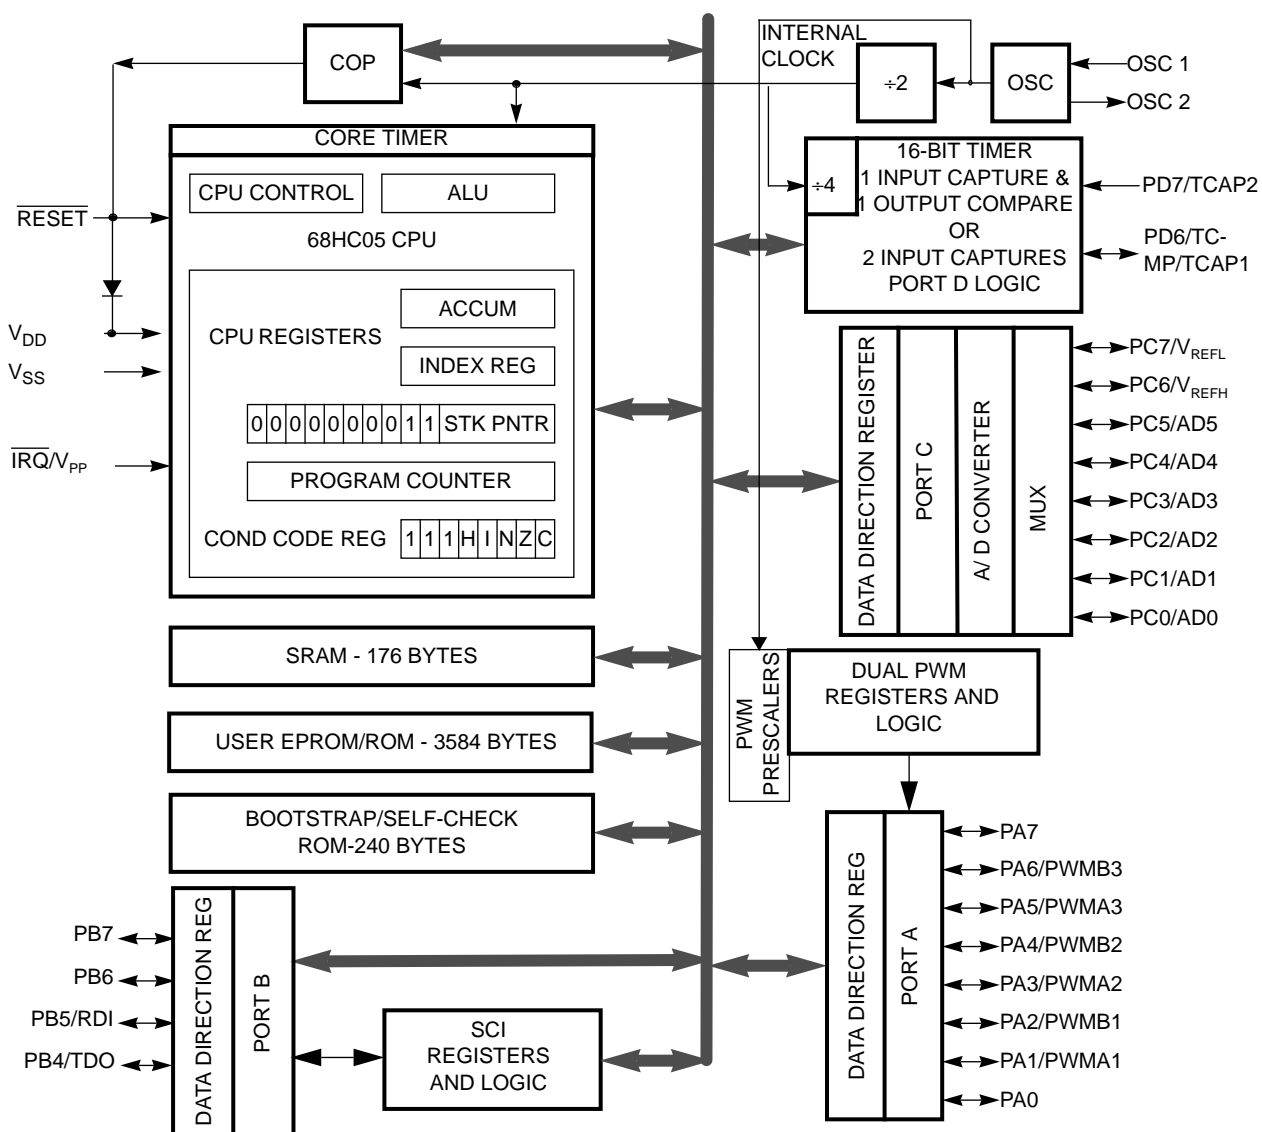 COP
INTERNAL
CLOCK
÷2
OSC
OSC 1
OSC 2
CORE TIMER
CPU CONTROL
ALU
68HC05 CPU
CPU REGISTERS
ACCUM
INDEX REG
0 0 0 0 0 0 0 0 0 1 1 STK PNTR
PROGRAM COUNTER
COND CODE REG
1 1 1 H I N Z C
RESET
VDD
VSS
IRQ/VPP
÷4
16-BIT TIMER
1 INPUT CAPTURE &
1 OUTPUT COMPARE
OR
2 INPUT CAPTURES
PORT D LOGIC
PD7/TCAP2
PD6/TC-
MP/TCAP1
DATA DIRECTION REGISTER
PORT C
A/ D CONVERTER
MUX
PC7/VREFL
PC6/VREFH
PC5/AD5
PC4/AD4
PC3/AD3
PC2/AD2
PC1/AD1
PC0/AD0
SRAM - 176 BYTES
USER EPROM/ROM - 3584 BYTES
BOOTSTRAP/SELF-CHECK
ROM-240 BYTES
PWM
PRESCALERS
DUAL PWM
REGISTERS AND
LOGIC
DATA DIRECTION REG
PORT A
PA7
PA6/PWMB3
PA5/PWMA3
PA4/PWMB2
PA3/PWMA2
PA2/PWMB1
PA1/PWMA1
PA0
PB7
PB6
PB5/RDI
PB4/TDO
DATA DIRECTION REG
PORT B
SCI
REGISTERS
AND LOGIC